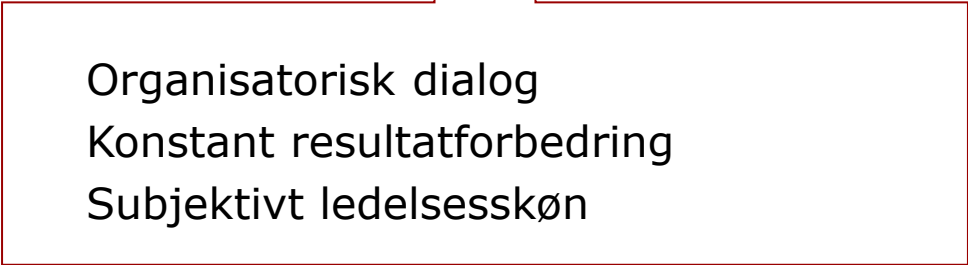 Organisatorisk dialog
Konstant resultatforbedring
Subjektivt ledelsesskøn